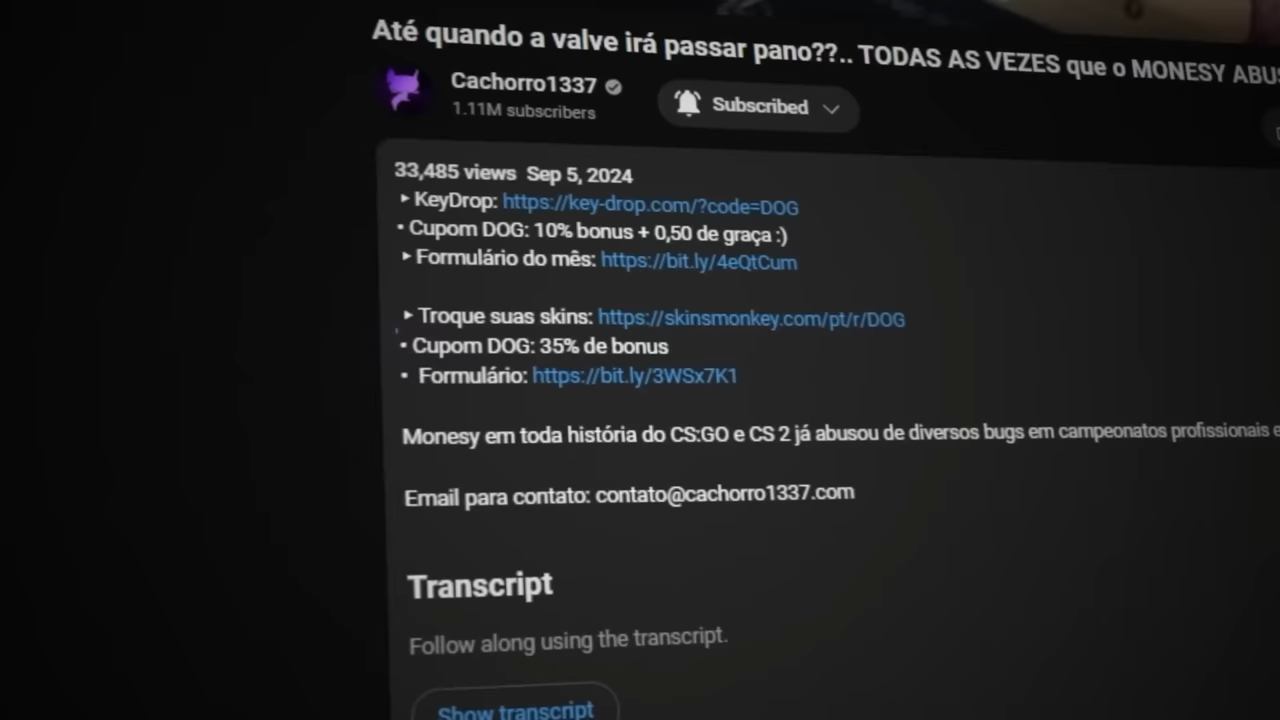 Até quando a valve irá passar pano??.. TODAS AS VEZES que o MONESY ABUS
Cachorro1337
1.11M subscribers
Subscribed
33,485 views Sep 5, 2024
▸ KeyDrop: https://key-drop.com/?code=DOG
• Cupom DOG: 10% bonus + 0,50 de graça :)
▸ Formulário do mês: https://bit.ly/4eQtCum
▸ Troque suas skins: https://skinsmonkey.com/pt/r/DOG
• Cupom DOG: 35% de bonus
• Formulário: https://bit.ly/3WSx7K1
Monesy em toda história do CS:GO e CS 2 já abusou de diversos bugs em campeonatos profissionais e
Email para contato: contato@cachorro1337.com
Transcript
Follow along using the transcript.
Show transcript